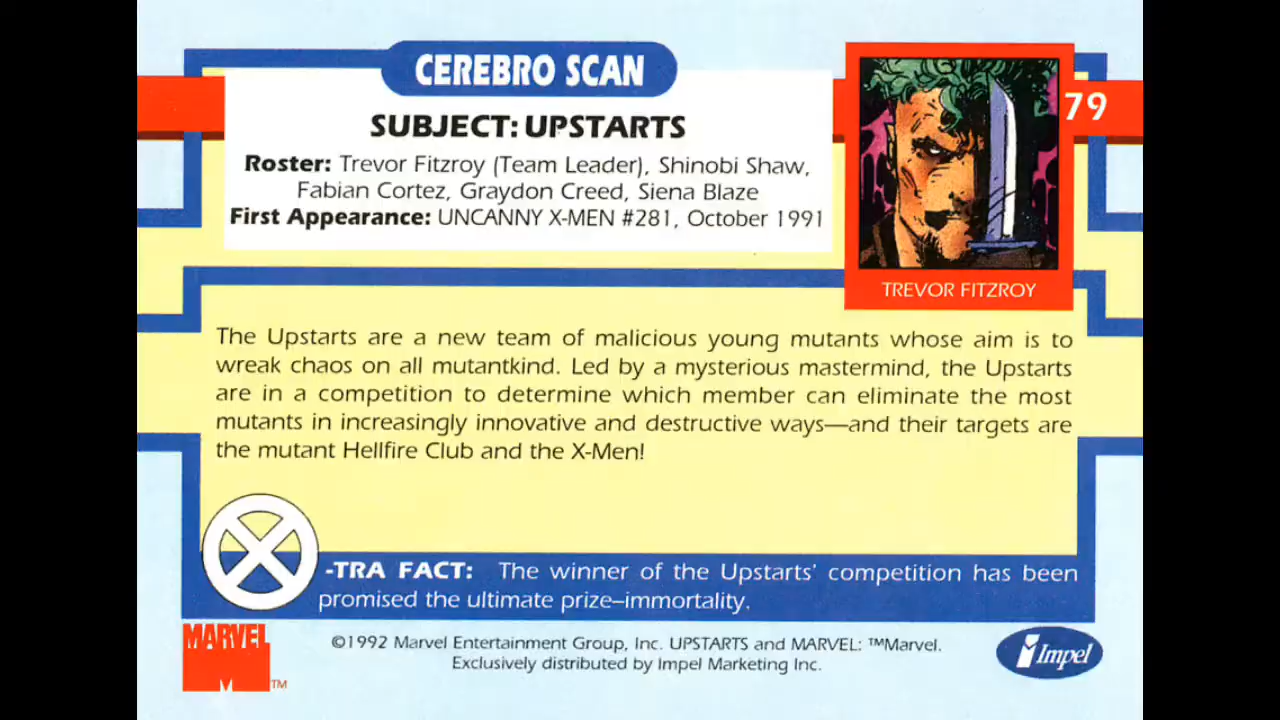 CEREBRO SCAN
79
SUBJECT: UPSTARTS
Roster: Trevor Fitzroy (Team Leader), Shinobi Shaw,
Fabian Cortez, Graydon Creed, Siena Blaze
First Appearance: UNCANNY X-MEN #281, October 1991
TREVOR FITZROY
The Upstarts are a new team of malicious young mutants whose aim is to
wreak chaos on all mutantkind. Led by a mysterious mastermind, the Upstarts
are in a competition to determine which member can eliminate the most
mutants in increasingly innovative and destructive ways—and their targets are
the mutant Hellfire Club and the X-Men!
X-TRA FACT: The winner of the Upstarts' competition has been
promised the ultimate prize–immortality.
MARVEL
M TM
©1992 Marvel Entertainment Group, Inc. UPSTARTS and MARVEL: ™Marvel.
Exclusively distributed by Impel Marketing Inc.
Impel